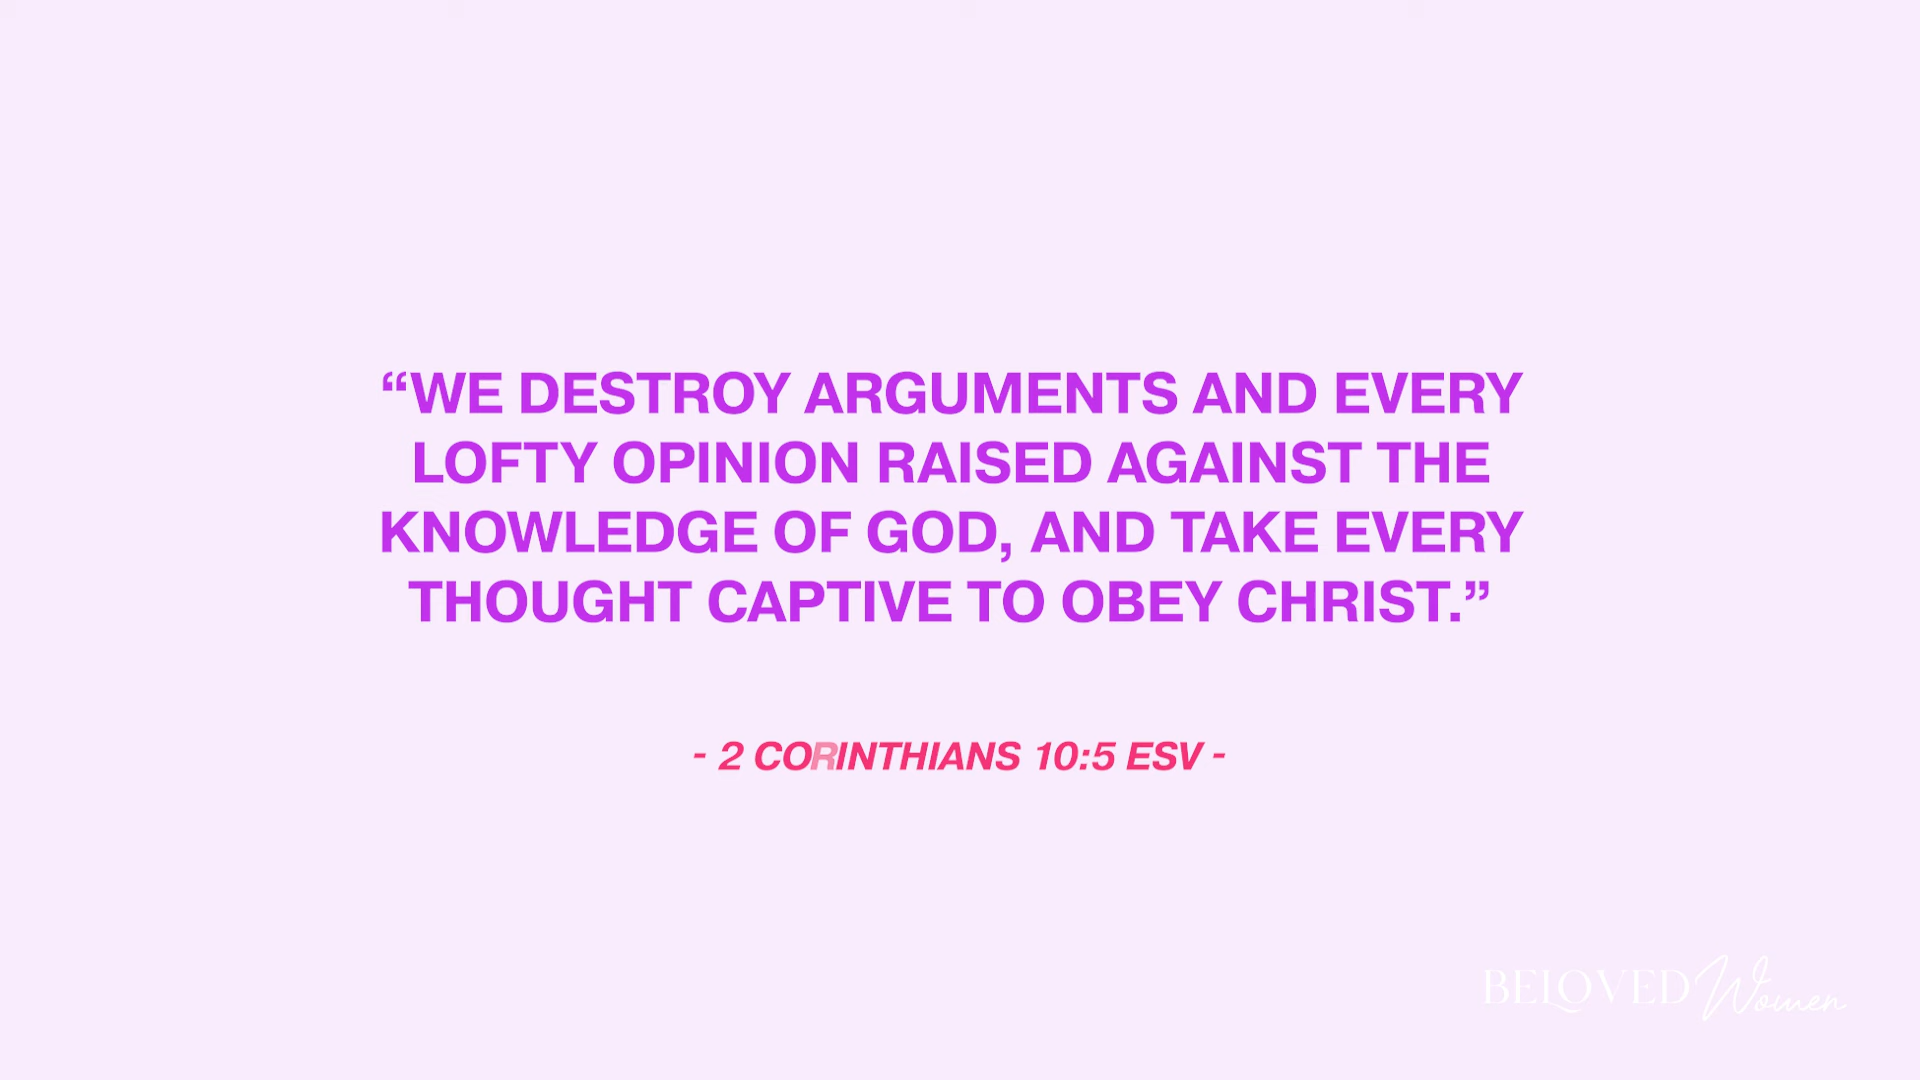 “WE DESTROY ARGUMENTS AND EVERY
LOFTY OPINION RAISED AGAINST THE
KNOWLEDGE OF GOD, AND TAKE EVERY
THOUGHT CAPTIVE TO OBEY CHRIST.”
- 2 CORINTHIANS 10:5 ESV -
BELOVED Women